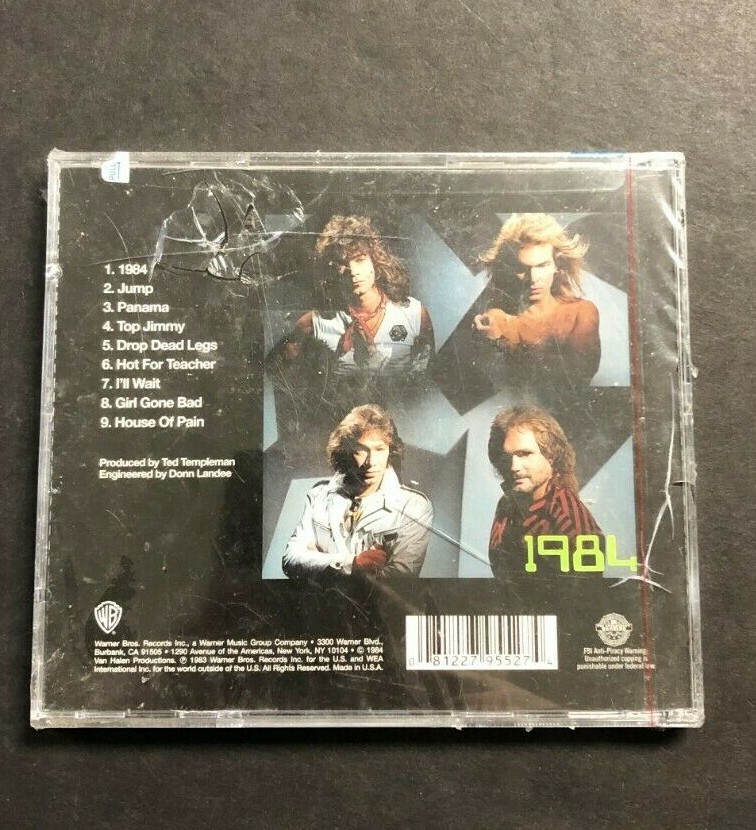 PULL
1. 1984
2. Jump
3. Panama
4. Top Jimmy
5. Drop Dead Legs
6. Hot For Teacher
7. I'll Wait
8. Girl Gone Bad
9. House Of Pain
Produced by Ted Templeman
Engineered by Donn Landee
1984
WB
Warner Bros. Records Inc., a Warner Music Group Company • 3300 Warner Blvd.,
Burbank, CA 91505 • 1290 Avenue of the Americas, New York, NY 10104 • © 1984
Van Halen Productions. ℗ 1983 Warner Bros. Records Inc. for the U.S. and WEA
International Inc. for the world outside of the U.S. All Rights Reserved. Made in U.S.A.
0 81227 95527 4
FBI Anti-Piracy Warning:
Unauthorized copying is
punishable under federal law.